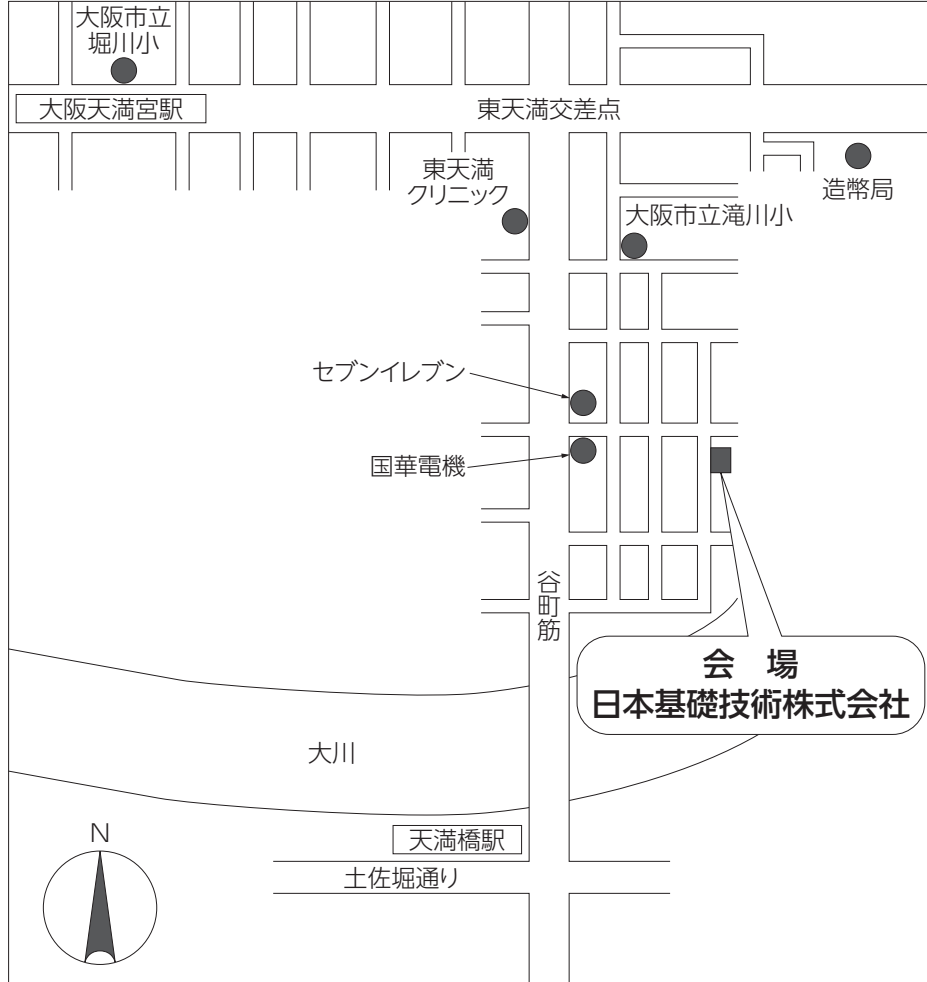 大阪市立
堀川小
大阪天満宮駅
東天満交差点
東天満
クリニック
造幣局
大阪市立滝川小
セブンイレブン
国華電機
谷町筋
会　場
日本基礎技術株式会社
大川
天満橋駅
N
土佐堀通り